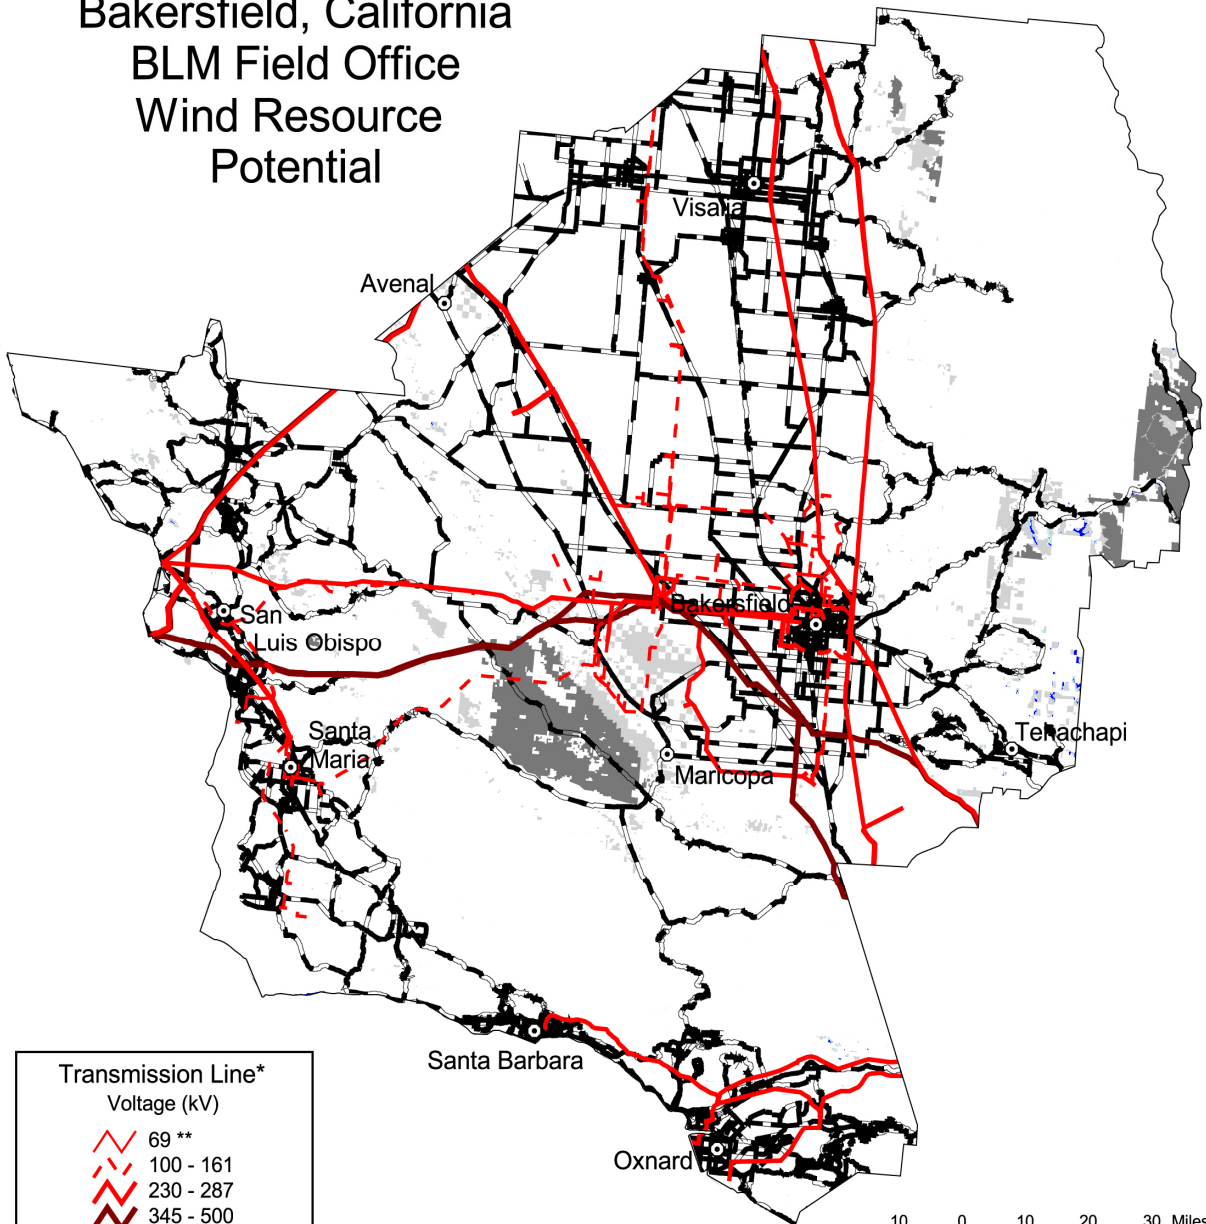 Bakersfield, California
BLM Field Office
Wind Resource
Potential
Visalia
Avenal
Bakersfield
San
Luis Obispo
Santa
Maria
Tehachapi
Maricopa
Santa Barbara
Oxnard
Transmission Line*
Voltage (kV)
69 **
100 - 161
230 - 287
345 - 500
10 0 10 20 30 Miles